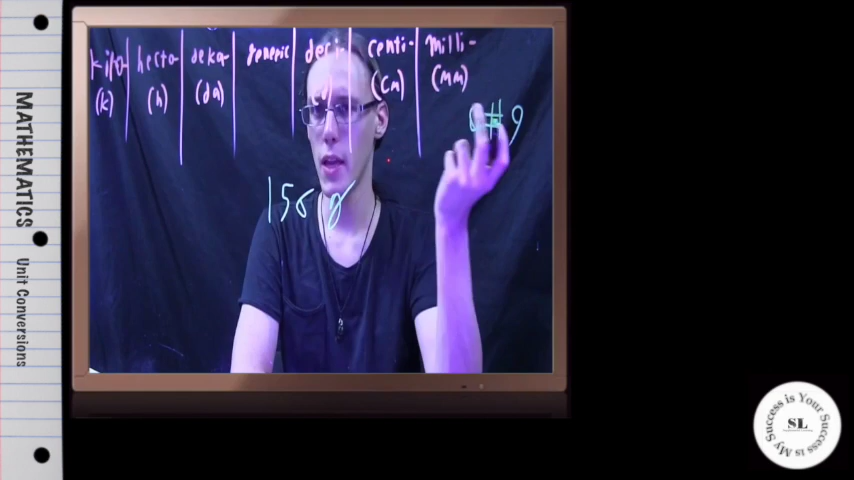 MATHEMATICS
Unit Conversions
kilo- hecto- deka- generic deci- centi- milli-
(k) (h) (da) (cm) (mm)
# 9
156 g
Success is Your Success is My
SL